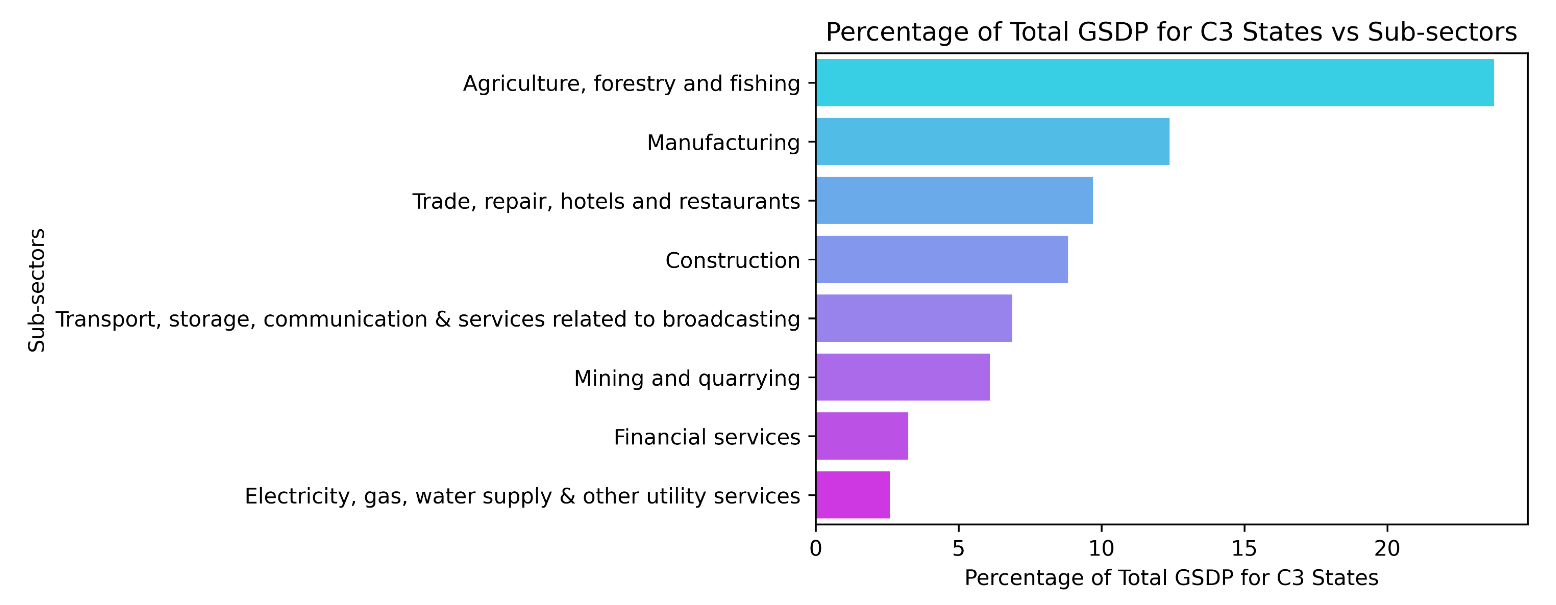 Percentage of Total GSDP for C3 States vs Sub-sectors
Sub-sectors
Agriculture, forestry and fishing
Manufacturing
Trade, repair, hotels and restaurants
Construction
Transport, storage, communication & services related to broadcasting
Mining and quarrying
Financial services
Electricity, gas, water supply & other utility services
0 5 10 15 20
Percentage of Total GSDP for C3 States